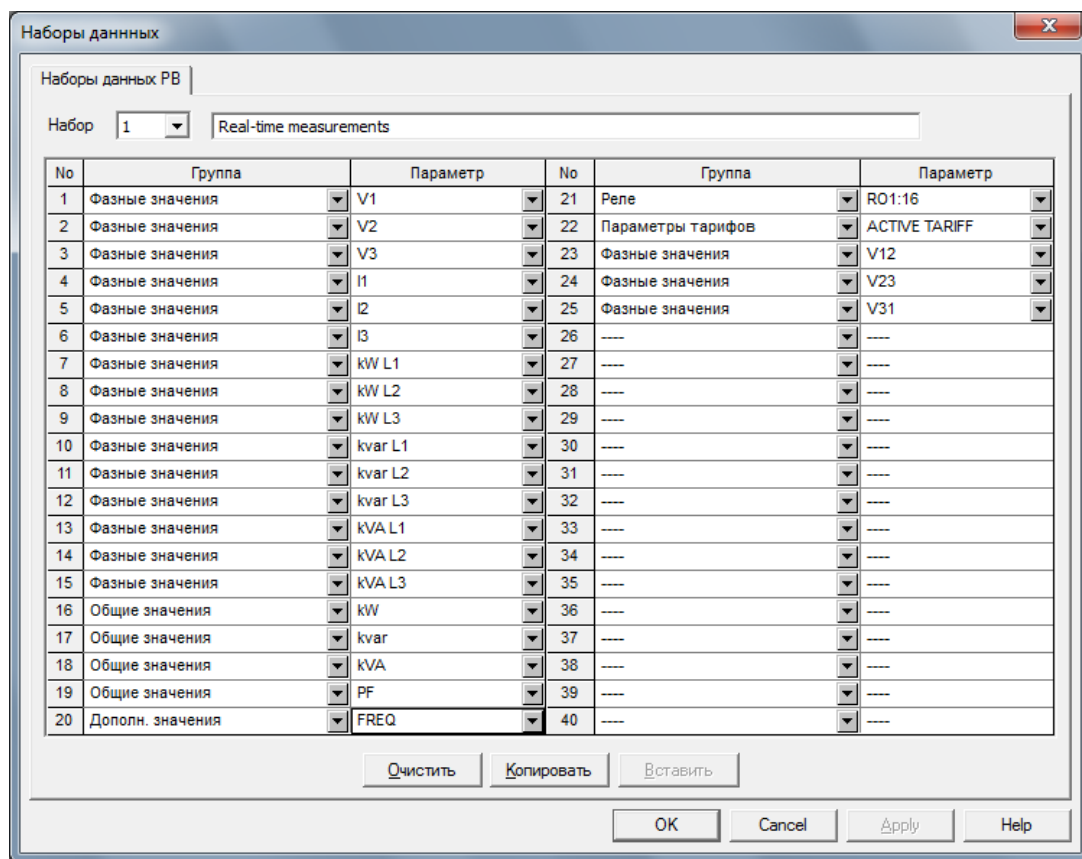 Наборы даннных
Наборы данных РВ
Набор 1 Real-time measurements
No Группа Параметр No Группа Параметр
1 Фазные значения V1 21 Реле RO1:16
2 Фазные значения V2 22 Параметры тарифов ACTIVE TARIFF
3 Фазные значения V3 23 Фазные значения V12
4 Фазные значения I1 24 Фазные значения V23
5 Фазные значения I2 25 Фазные значения V31
6 Фазные значения I3 26 ---- ----
7 Фазные значения kW L1 27 ---- ----
8 Фазные значения kW L2 28 ---- ----
9 Фазные значения kW L3 29 ---- ----
10 Фазные значения kvar L1 30 ---- ----
11 Фазные значения kvar L2 31 ---- ----
12 Фазные значения kvar L3 32 ---- ----
13 Фазные значения kVA L1 33 ---- ----
14 Фазные значения kVA L2 34 ---- ----
15 Фазные значения kVA L3 35 ---- ----
16 Общие значения kW 36 ---- ----
17 Общие значения kvar 37 ---- ----
18 Общие значения kVA 38 ---- ----
19 Общие значения PF 39 ---- ----
20 Дополн. значения FREQ 40 ---- ----
Очистить Копировать Вставить
OK Cancel Apply Help